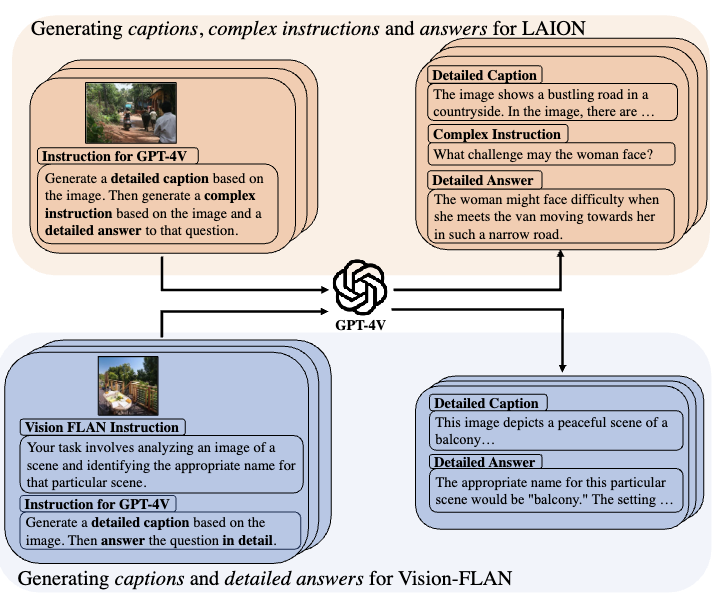 Generating captions, complex instructions and answers for LAION
Instruction for GPT-4V
Generate a detailed caption based on
the image. Then generate a complex
instruction based on the image and a
detailed answer to that question.
Detailed Caption
The image shows a bustling road in a
countryside. In the image, there are …
Complex Instruction
What challenge may the woman face?
Detailed Answer
The woman might face difficulty when
she meets the van moving towards her
in such a narrow road.
GPT-4V
Vision FLAN Instruction
Your task involves analyzing an image of a
scene and identifying the appropriate name for
that particular scene.
Instruction for GPT-4V
Generate a detailed caption based on the
image. Then answer the question in detail.
Detailed Caption
This image depicts a peaceful scene of a
balcony…
Detailed Answer
The appropriate name for this particular
scene would be "balcony." The setting …
Generating captions and detailed answers for Vision-FLAN